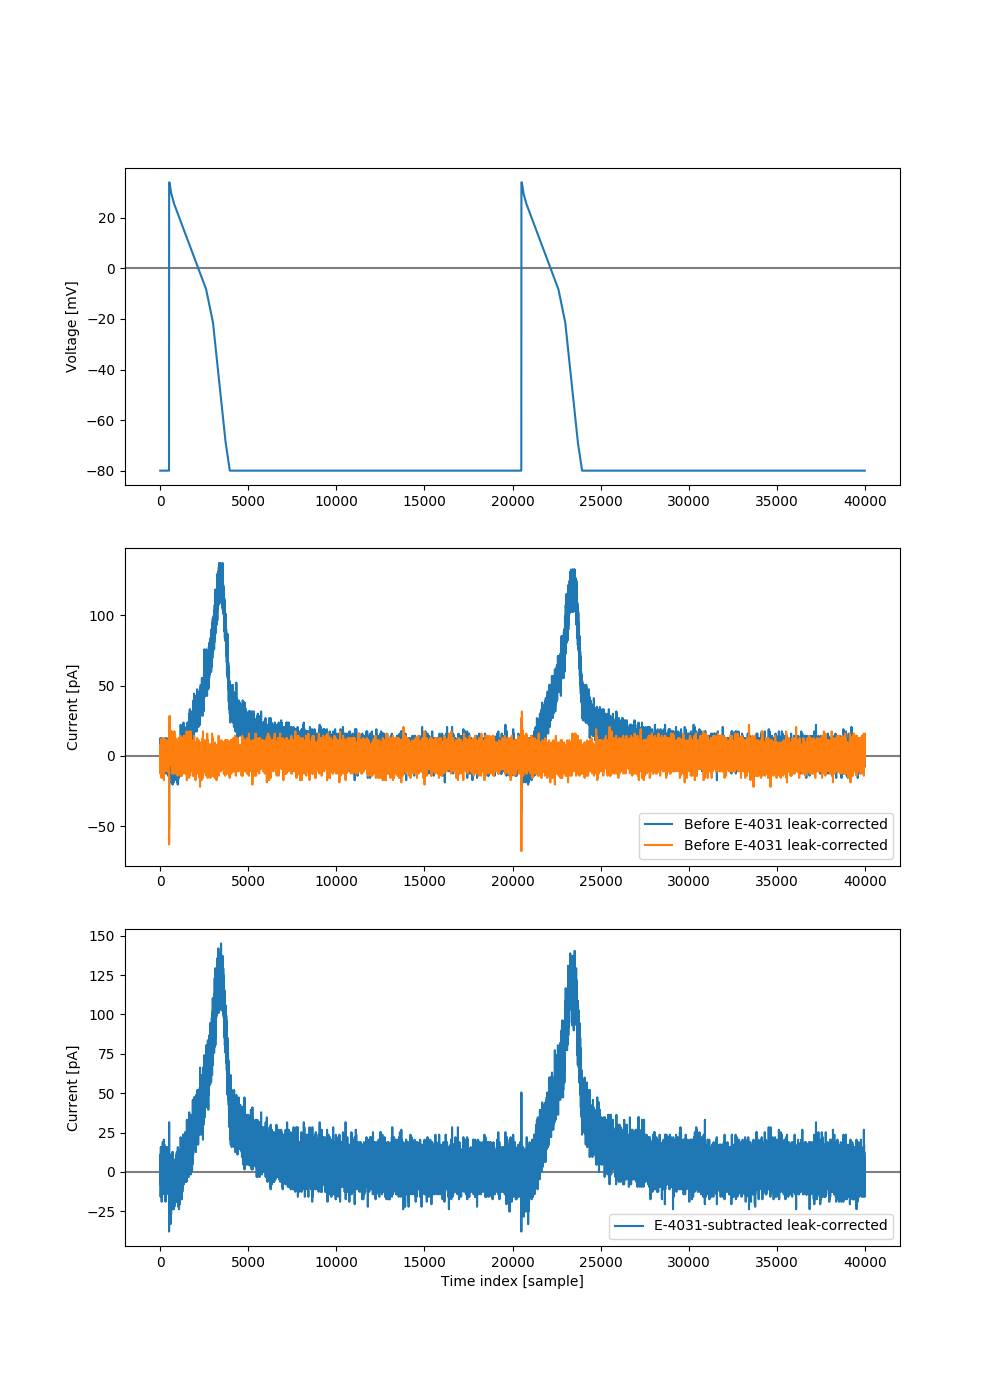 20
0
−20
−40
−60
−80
Voltage [mV]
0 5000 10000 15000 20000 25000 30000 35000 40000
100
50
0
−50
Current [pA]
Before E-4031 leak-corrected
Before E-4031 leak-corrected
0 5000 10000 15000 20000 25000 30000 35000 40000
150
125
100
75
50
25
0
−25
Current [pA]
E-4031-subtracted leak-corrected
0 5000 10000 15000 20000 25000 30000 35000 40000
Time index [sample]